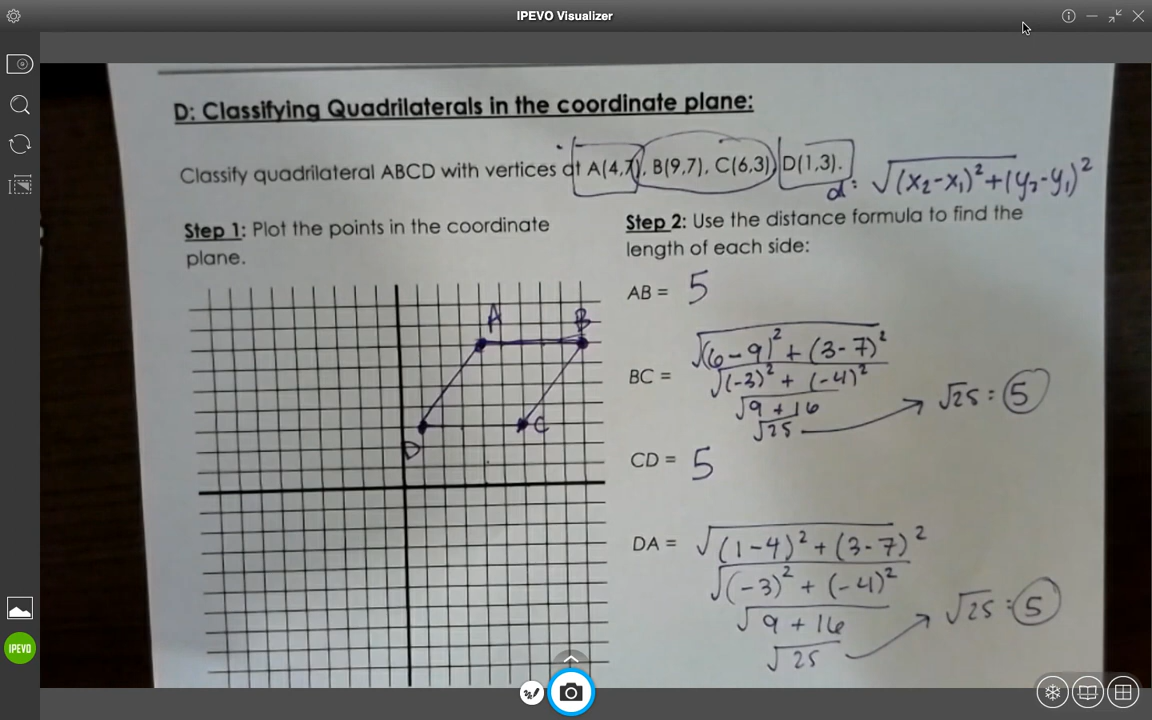 IPEVO Visualizer
D: Classifying Quadrilaterals in the coordinate plane:
Classify quadrilateral ABCD with vertices at A(4,7), B(9,7), C(6,3), D(1,3).
d: √(x₂-x₁)²+(y₂-y₁)²
Step 1: Plot the points in the coordinate
plane.
A
B
C
D
Step 2: Use the distance formula to find the
length of each side:
AB = 5
BC = √(6-9)² + (3-7)²
√(-3)² + (-4)²
√9 + 16
√25
√25 : 5
CD = 5
DA = √(1-4)² + (3-7)²
√(-3)² + (-4)²
√9 + 16
√25
√25 : 5
IPEVO